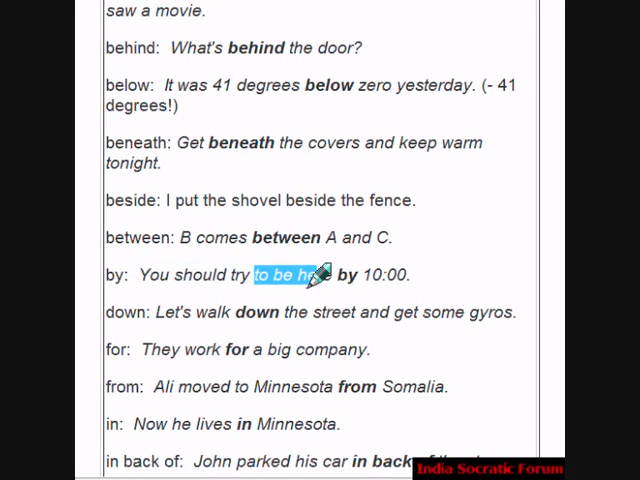 saw a movie.
behind: What's behind the door?
below: It was 41 degrees below zero yesterday. (- 41
degrees!)
beneath: Get beneath the covers and keep warm
tonight.
beside: I put the shovel beside the fence.
between: B comes between A and C.
by: You should try to be here by 10:00.
down: Let's walk down the street and get some gyros.
for: They work for a big company.
from: Ali moved to Minnesota from Somalia.
in: Now he lives in Minnesota.
in back of: John parked his car in back
India Socratic Forum